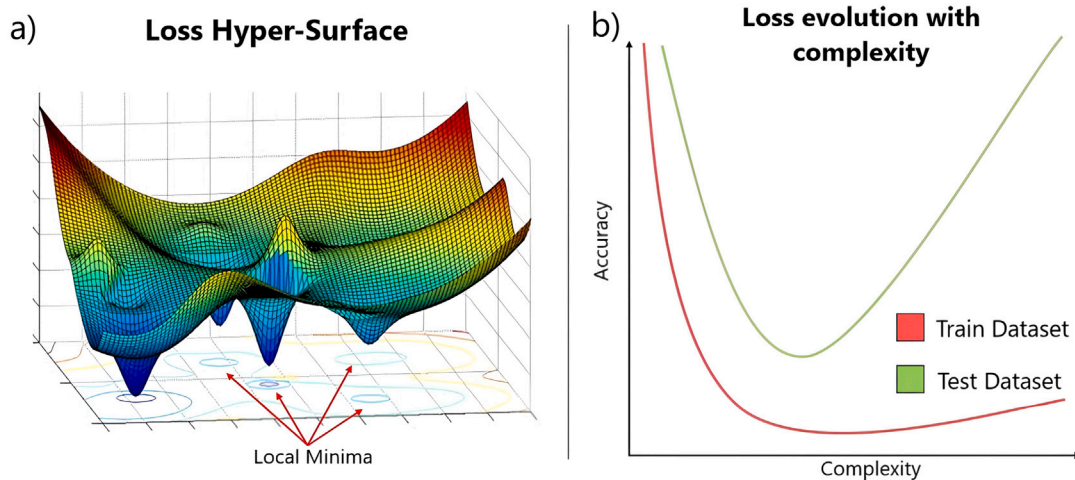 a)
Loss Hyper-Surface
Local Minima
b)
Loss evolution with
complexity
Accuracy
Train Dataset
Test Dataset
Complexity